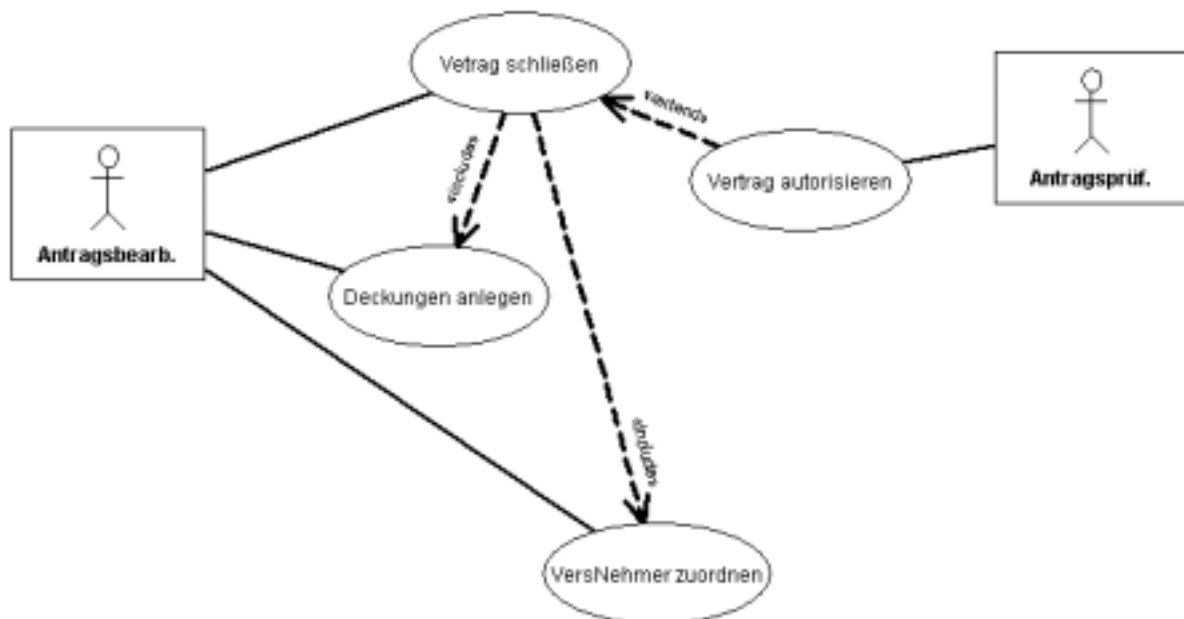 Vetrag schließen
«extend»
Vertrag autorisieren
Antragsprüf.
Antragsbearb.
«include»
Deckungen anlegen
«include»
VersNehmer zuordnen